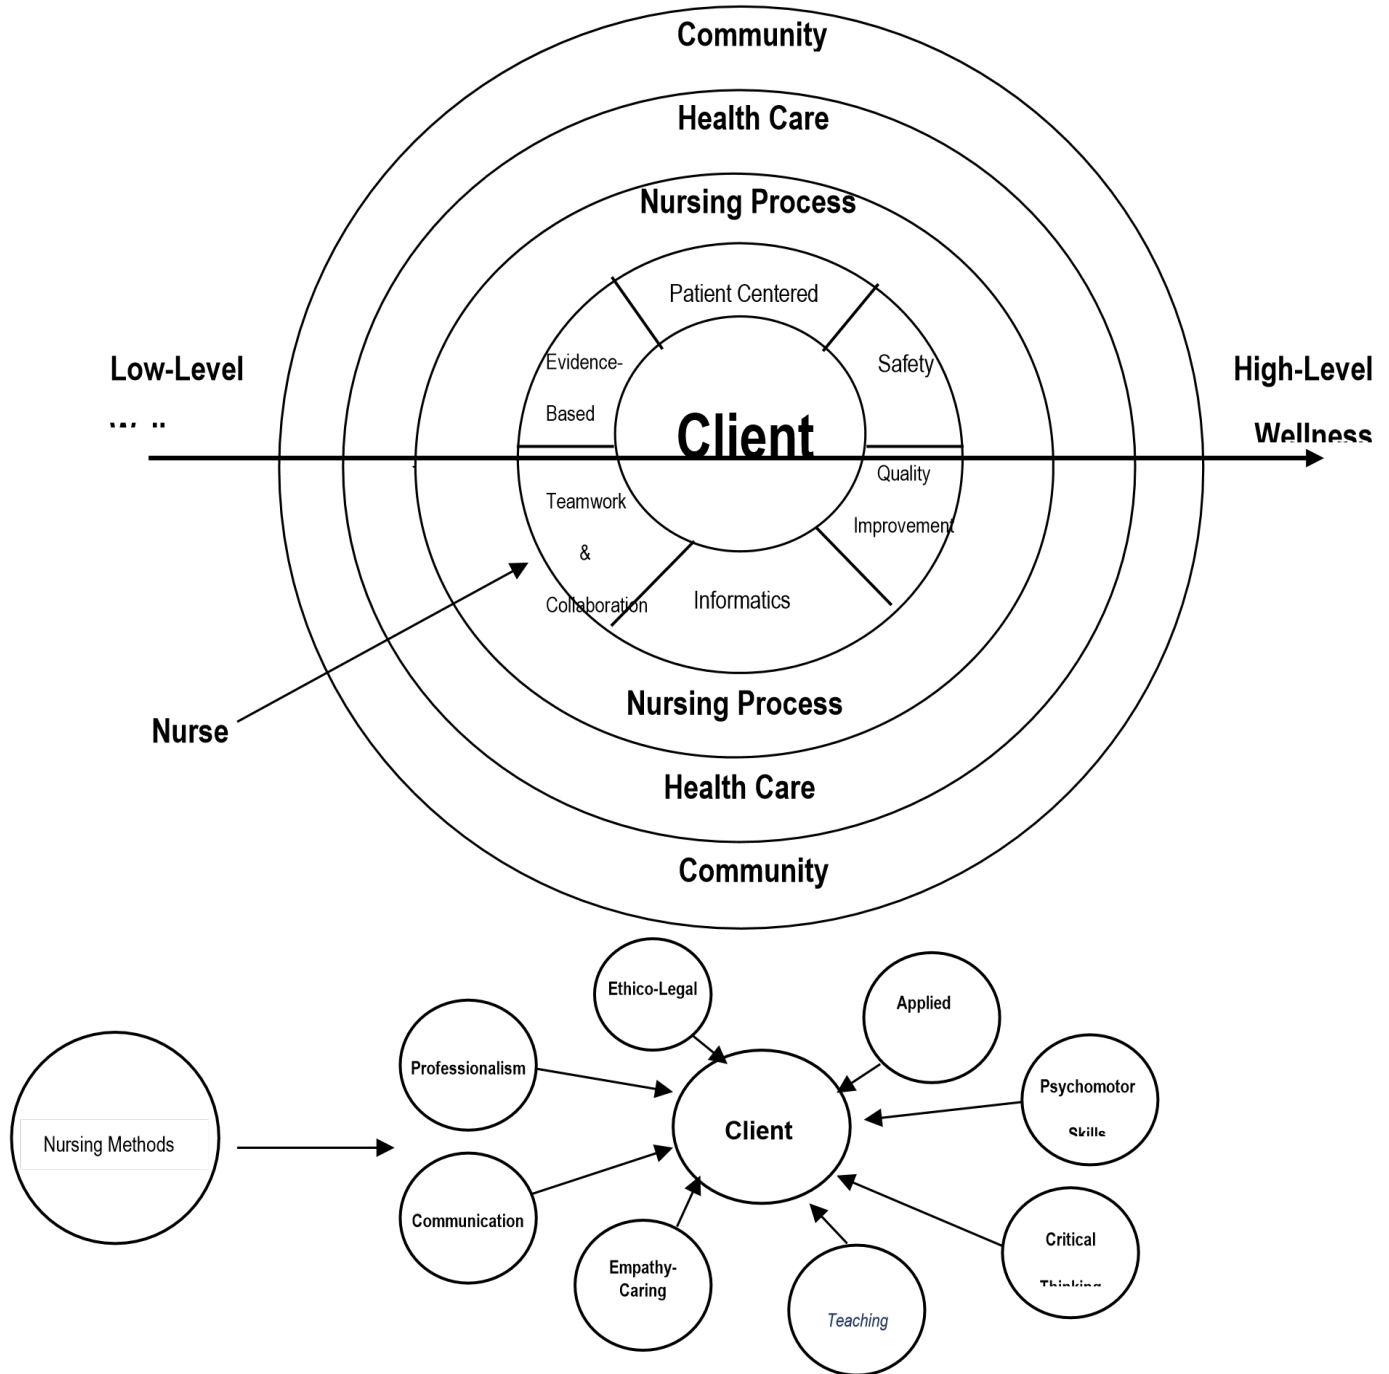 Community
Health Care
Nursing Process
Patient Centered
Evidence-
Based
Safety
Low-Level
High-Level
Wellness
Client
Quality
Improvement
Teamwork
&
Collaboration
Informatics
Nurse
Nursing Process
Health Care
Community
Ethico-Legal
Applied
Professionalism
Psychomotor
Skills
Client
Nursing Methods
Communication
Empathy-
Caring
Critical
Thinking
Teaching